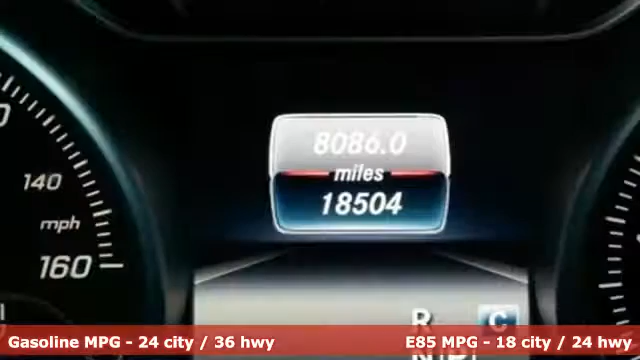 8086.0
miles
18504
140
mph
160
R
C
Gasoline MPG - 24 city / 36 hwy
E85 MPG - 18 city / 24 hwy